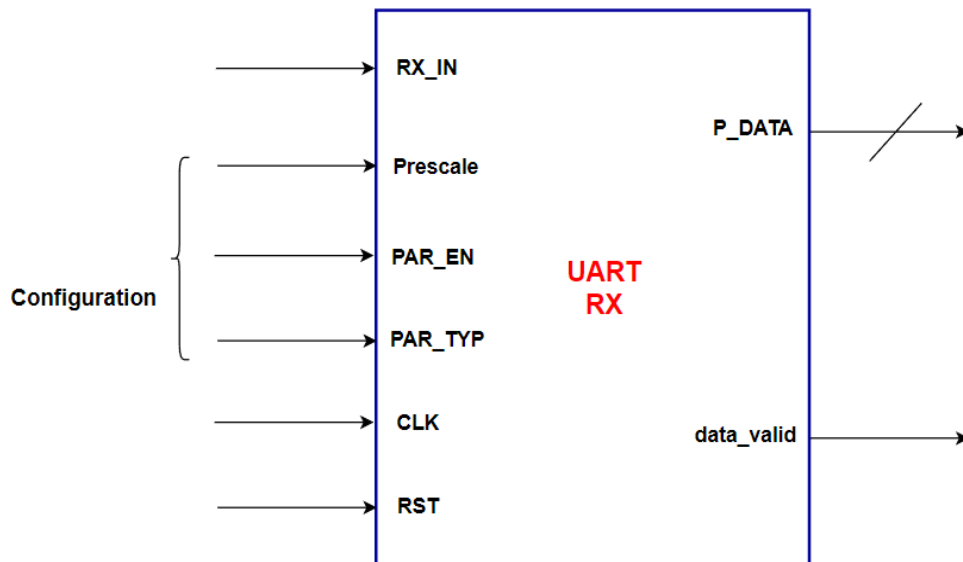 RX_IN
P_DATA
Prescale
PAR_EN
UART
RX
Configuration
PAR_TYP
CLK
data_valid
RST